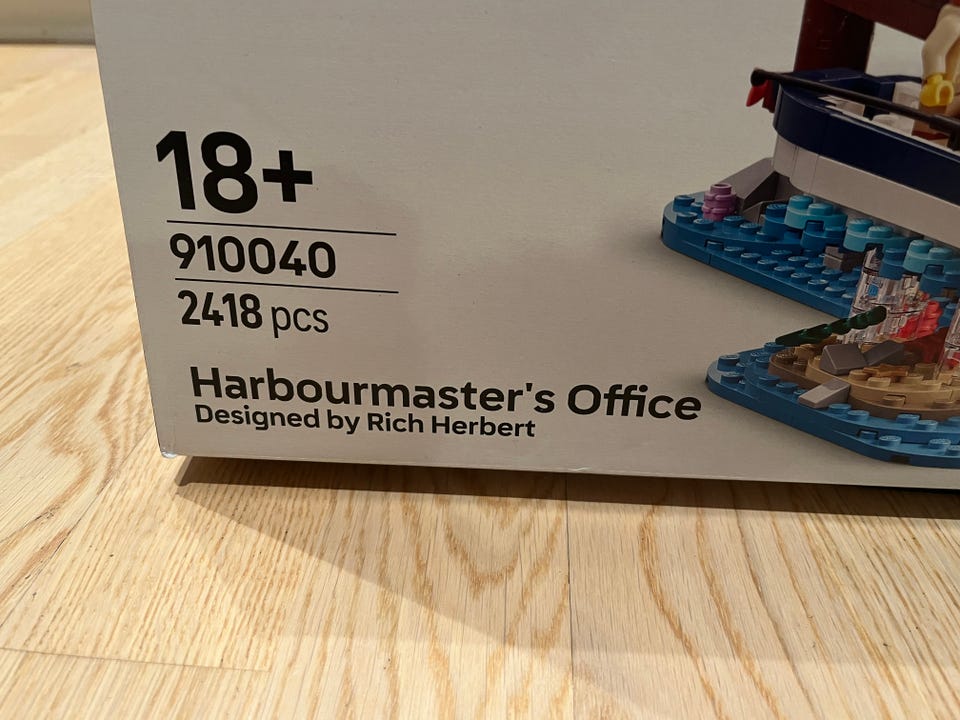 18+
910040
2418 pcs
Harbourmaster's Office
Designed by Rich Herbert